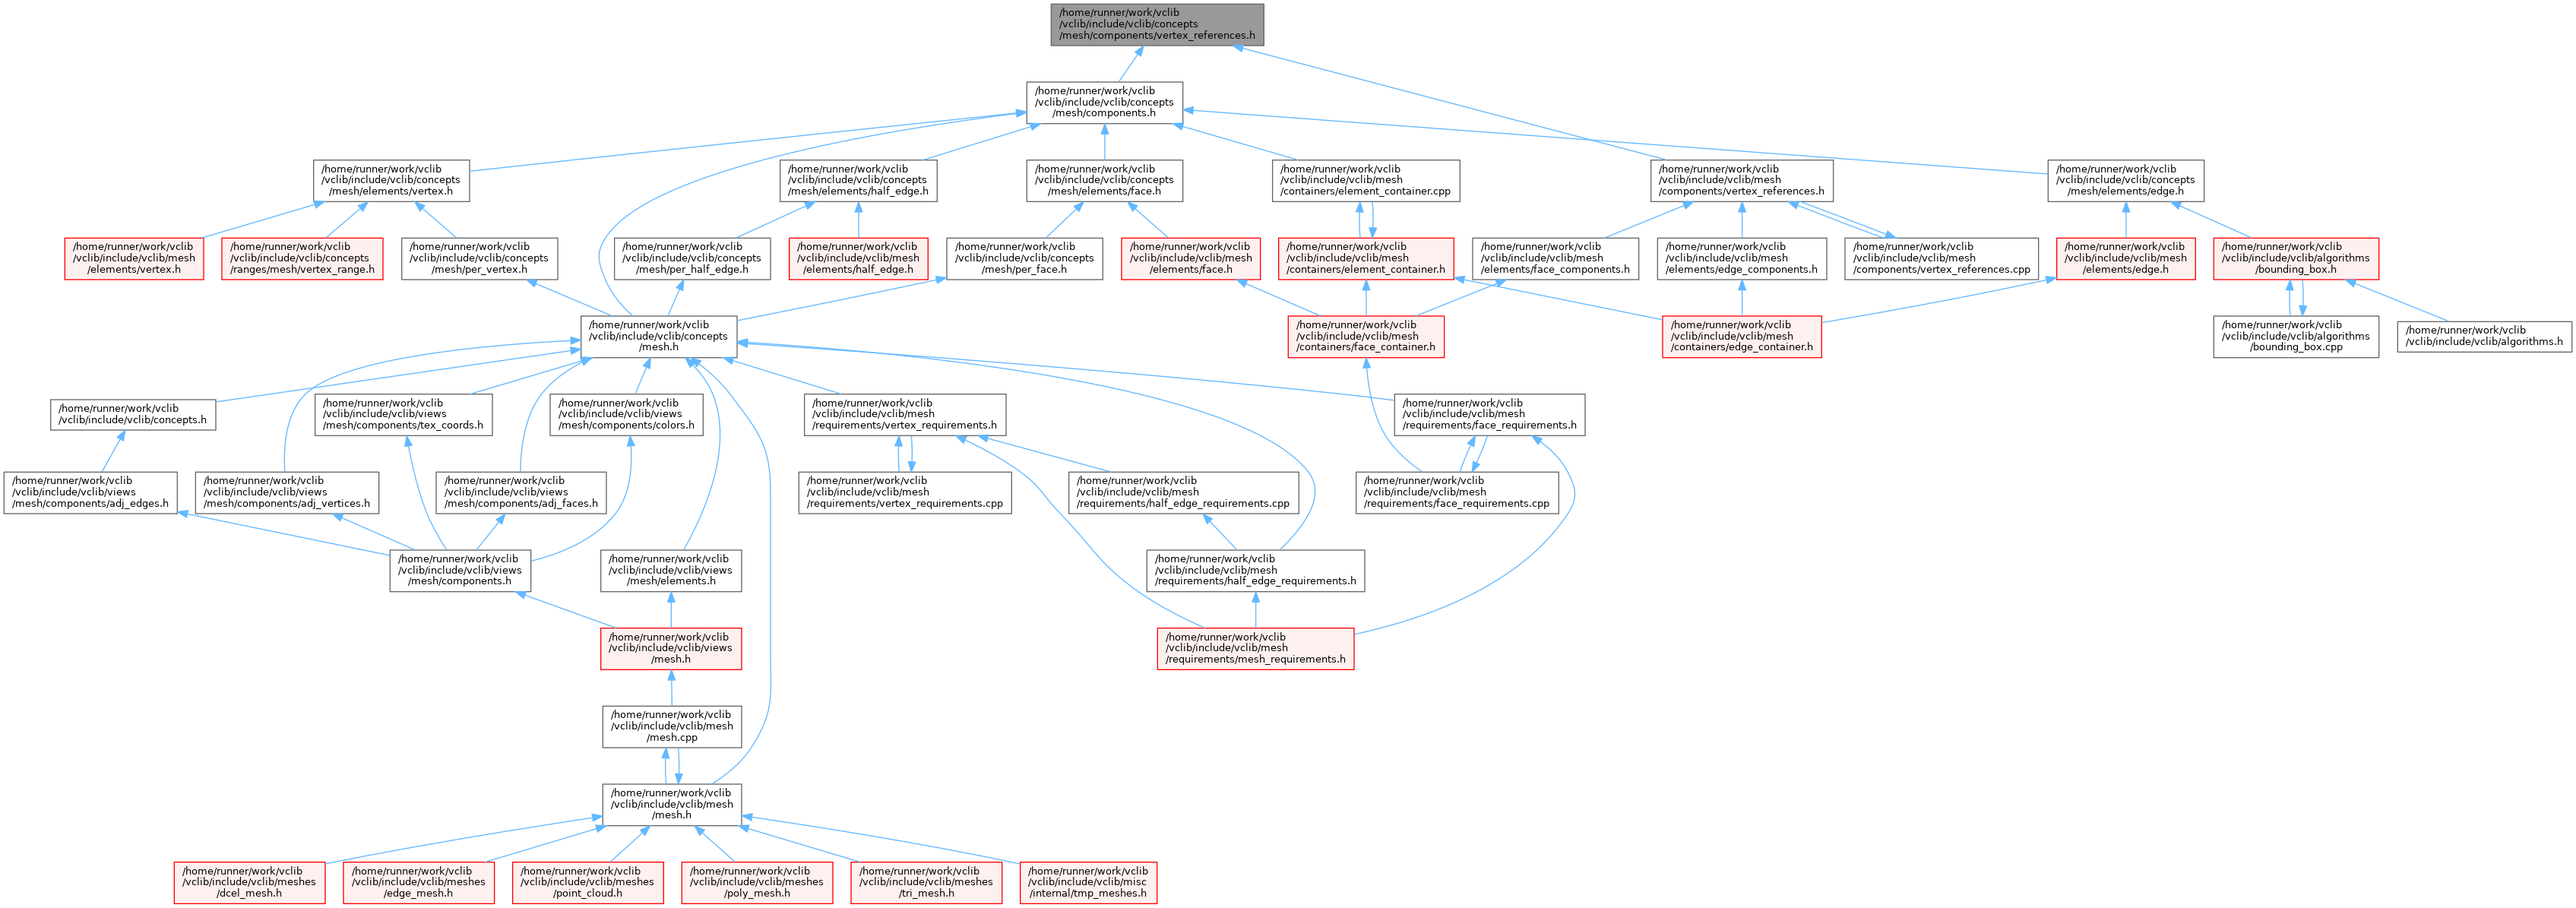 /home/runner/work/vclib
/vclib/include/vclib/concepts
/mesh/components/vertex_references.h
/home/runner/work/vclib
/vclib/include/vclib/concepts
/mesh/components.h
/home/runner/work/vclib
/vclib/include/vclib/concepts
/mesh/elements/vertex.h
/home/runner/work/vclib
/vclib/include/vclib/concepts
/mesh/elements/half_edge.h
/home/runner/work/vclib
/vclib/include/vclib/concepts
/mesh/elements/face.h
/home/runner/work/vclib
/vclib/include/vclib/mesh
/containers/element_container.cpp
/home/runner/work/vclib
/vclib/include/vclib/mesh
/components/vertex_references.h
/home/runner/work/vclib
/vclib/include/vclib/concepts
/mesh/elements/edge.h
/home/runner/work/vclib
/vclib/include/vclib/mesh
/elements/vertex.h
/home/runner/work/vclib
/vclib/include/vclib/concepts
/ranges/mesh/vertex_range.h
/home/runner/work/vclib
/vclib/include/vclib/concepts
/mesh/per_vertex.h
/home/runner/work/vclib
/vclib/include/vclib/concepts
/mesh/per_half_edge.h
/home/runner/work/vclib
/vclib/include/vclib/mesh
/elements/half_edge.h
/home/runner/work/vclib
/vclib/include/vclib/concepts
/mesh/per_face.h
/home/runner/work/vclib
/vclib/include/vclib/mesh
/elements/face.h
/home/runner/work/vclib
/vclib/include/vclib/mesh
/containers/element_container.h
/home/runner/work/vclib
/vclib/include/vclib/mesh
/elements/face_components.h
/home/runner/work/vclib
/vclib/include/vclib/mesh
/elements/edge_components.h
/home/runner/work/vclib
/vclib/include/vclib/mesh
/components/vertex_references.cpp
/home/runner/work/vclib
/vclib/include/vclib/mesh
/elements/edge.h
/home/runner/work/vclib
/vclib/include/vclib/algorithms
/bounding_box.h
/home/runner/work/vclib
/vclib/include/vclib/concepts
/mesh.h
/home/runner/work/vclib
/vclib/include/vclib/mesh
/containers/face_container.h
/home/runner/work/vclib
/vclib/include/vclib/mesh
/containers/edge_container.h
/home/runner/work/vclib
/vclib/include/vclib/algorithms
/bounding_box.cpp
/home/runner/work/vclib
/vclib/include/vclib/algorithms.h
/home/runner/work/vclib
/vclib/include/vclib/concepts.h
/home/runner/work/vclib
/vclib/include/vclib/views
/mesh/components/tex_coords.h
/home/runner/work/vclib
/vclib/include/vclib/views
/mesh/components/colors.h
/home/runner/work/vclib
/vclib/include/vclib/mesh
/requirements/vertex_requirements.h
/home/runner/work/vclib
/vclib/include/vclib/mesh
/requirements/face_requirements.h
/home/runner/work/vclib
/vclib/include/vclib/views
/mesh/components/adj_edges.h
/home/runner/work/vclib
/vclib/include/vclib/views
/mesh/components/adj_vertices.h
/home/runner/work/vclib
/vclib/include/vclib/views
/mesh/components/adj_faces.h
/home/runner/work/vclib
/vclib/include/vclib/mesh
/requirements/vertex_requirements.cpp
/home/runner/work/vclib
/vclib/include/vclib/mesh
/requirements/half_edge_requirements.cpp
/home/runner/work/vclib
/vclib/include/vclib/mesh
/requirements/face_requirements.cpp
/home/runner/work/vclib
/vclib/include/vclib/views
/mesh/components.h
/home/runner/work/vclib
/vclib/include/vclib/views
/mesh/elements.h
/home/runner/work/vclib
/vclib/include/vclib/mesh
/requirements/half_edge_requirements.h
/home/runner/work/vclib
/vclib/include/vclib/views
/mesh.h
/home/runner/work/vclib
/vclib/include/vclib/mesh
/requirements/mesh_requirements.h
/home/runner/work/vclib
/vclib/include/vclib/mesh
/mesh.cpp
/home/runner/work/vclib
/vclib/include/vclib/mesh
/mesh.h
/home/runner/work/vclib
/vclib/include/vclib/meshes
/dcel_mesh.h
/home/runner/work/vclib
/vclib/include/vclib/meshes
/edge_mesh.h
/home/runner/work/vclib
/vclib/include/vclib/meshes
/point_cloud.h
/home/runner/work/vclib
/vclib/include/vclib/meshes
/poly_mesh.h
/home/runner/work/vclib
/vclib/include/vclib/meshes
/tri_mesh.h
/home/runner/work/vclib
/vclib/include/vclib/misc
/internal/tmp_meshes.h